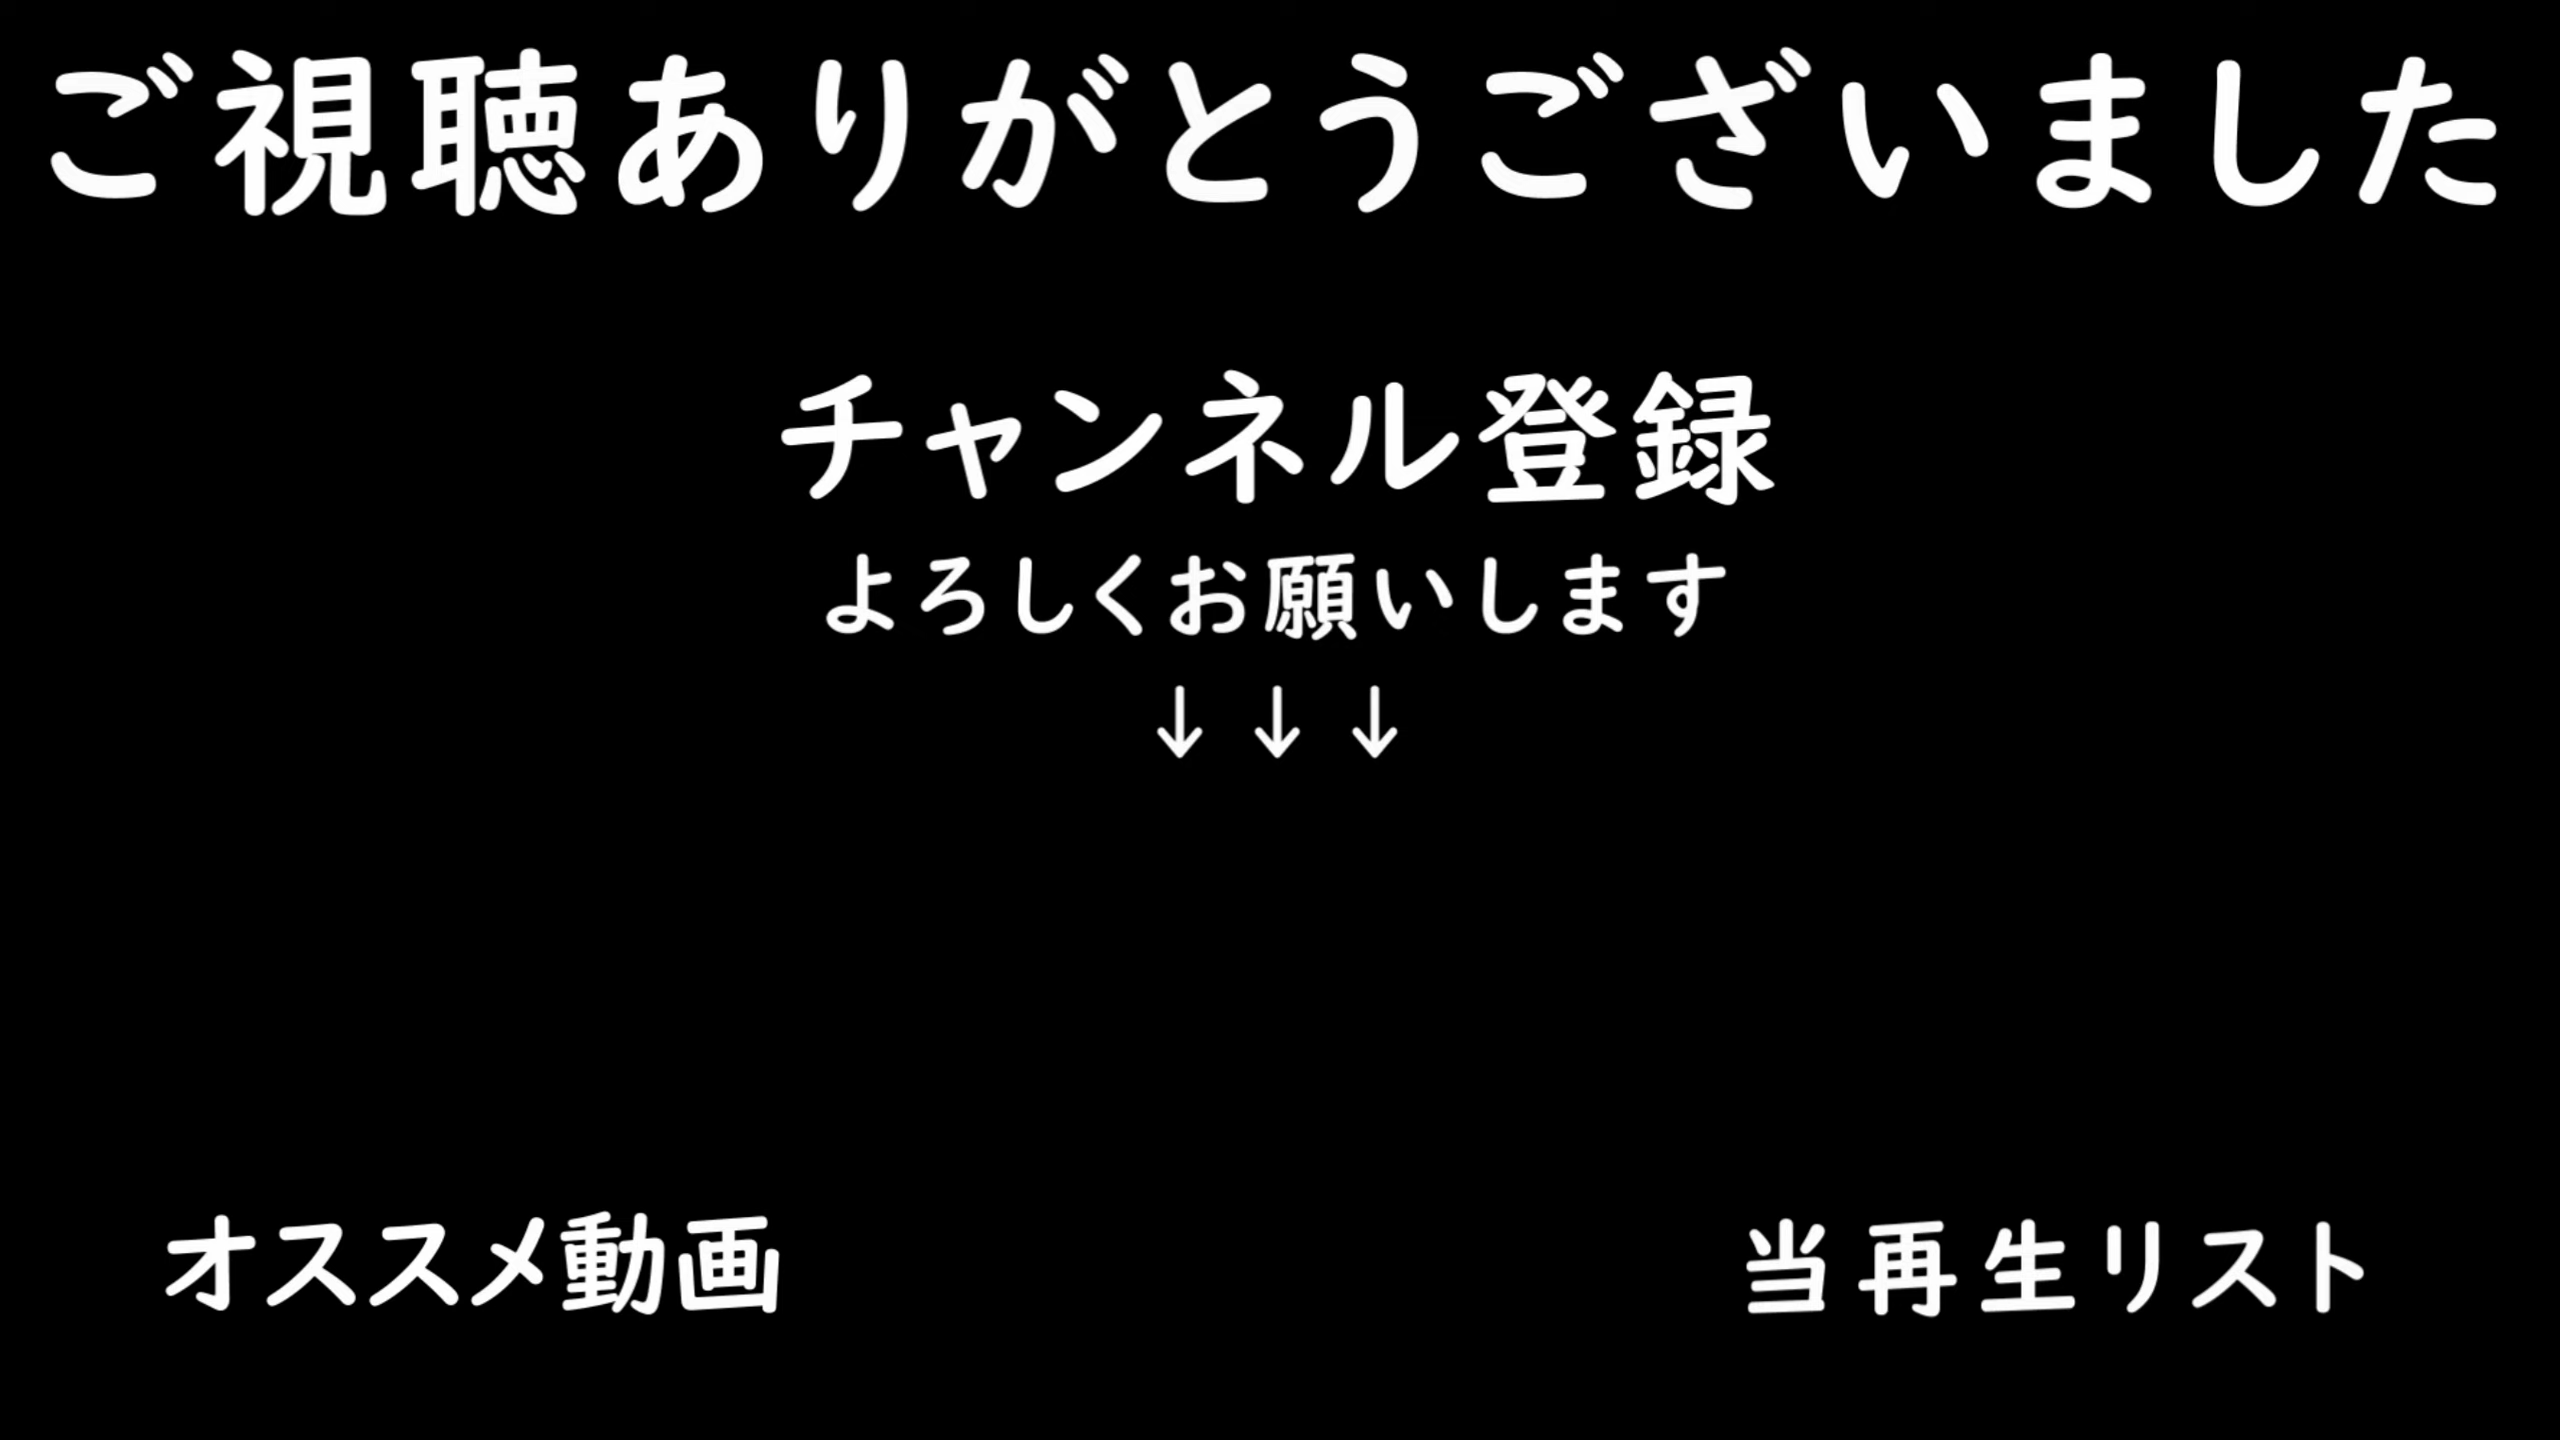 ご視聴ありがとうございました
チャンネル登録
よろしくお願いします
↓ ↓ ↓
オススメ動画
当再生リスト